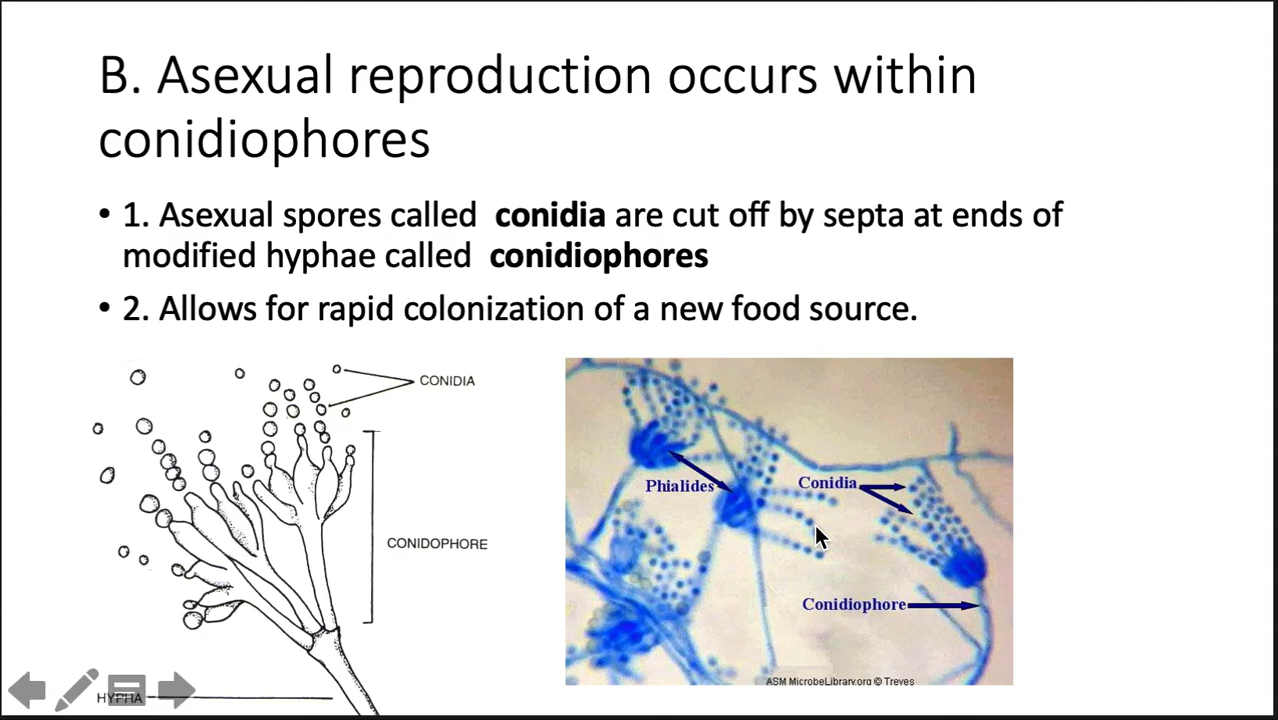 B. Asexual reproduction occurs within
conidiophores
• 1. Asexual spores called conidia are cut off by septa at ends of
modified hyphae called conidiophores
• 2. Allows for rapid colonization of a new food source.
CONIDIA
CONIDOPHORE
HYPHA
Phialides
Conidia
Conidiophore
ASM MicrobeLibrary.org © Treves